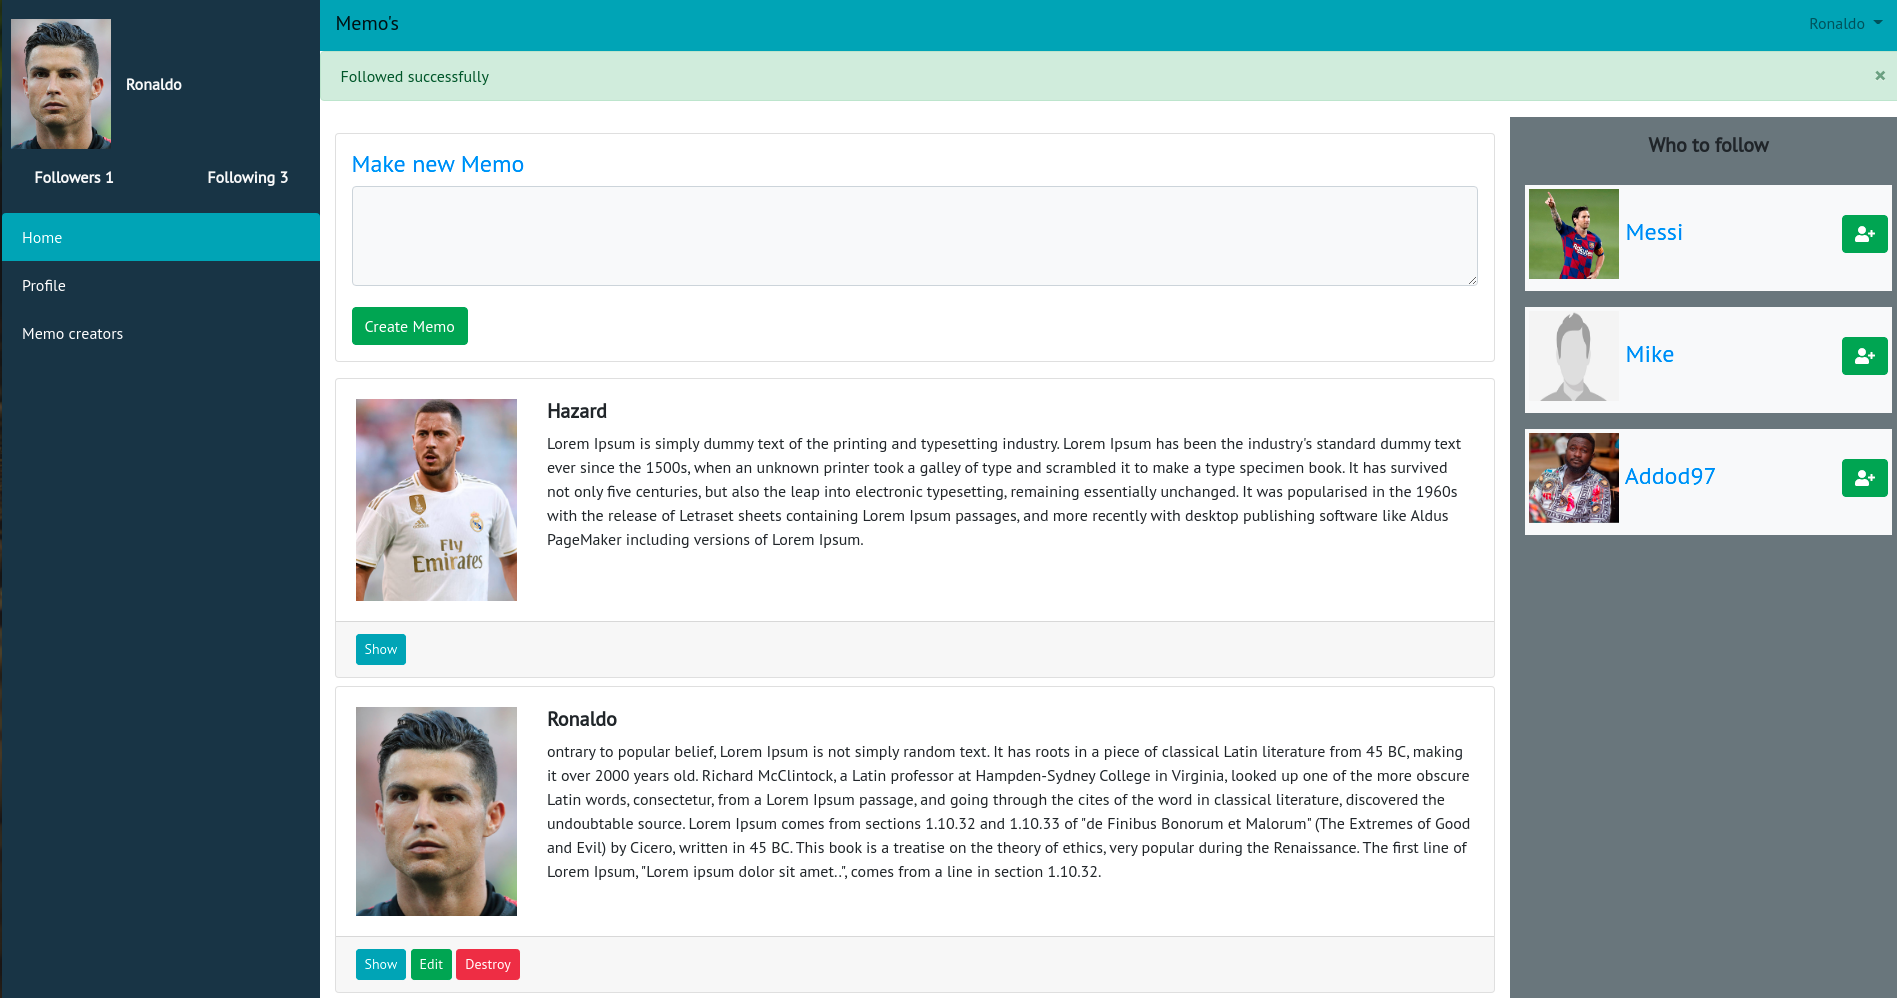 Memo's
Ronaldo
Followed successfully
×
Ronaldo
Followers 1
Following 3
Home
Profile
Memo creators
Make new Memo
Create Memo
Hazard
Lorem Ipsum is simply dummy text of the printing and typesetting industry. Lorem Ipsum has been the industry's standard dummy text
ever since the 1500s, when an unknown printer took a galley of type and scrambled it to make a type specimen book. It has survived
not only five centuries, but also the leap into electronic typesetting, remaining essentially unchanged. It was popularised in the 1960s
with the release of Letraset sheets containing Lorem Ipsum passages, and more recently with desktop publishing software like Aldus
PageMaker including versions of Lorem Ipsum.
Fly
Emirates
Show
Ronaldo
ontrary to popular belief, Lorem Ipsum is not simply random text. It has roots in a piece of classical Latin literature from 45 BC, making
it over 2000 years old. Richard McClintock, a Latin professor at Hampden-Sydney College in Virginia, looked up one of the more obscure
Latin words, consectetur, from a Lorem Ipsum passage, and going through the cites of the word in classical literature, discovered the
undoubtable source. Lorem Ipsum comes from sections 1.10.32 and 1.10.33 of "de Finibus Bonorum et Malorum" (The Extremes of Good
and Evil) by Cicero, written in 45 BC. This book is a treatise on the theory of ethics, very popular during the Renaissance. The first line of
Lorem Ipsum, "Lorem ipsum dolor sit amet..", comes from a line in section 1.10.32.
Show
Edit
Destroy
Who to follow
Messi
Mike
Addod97